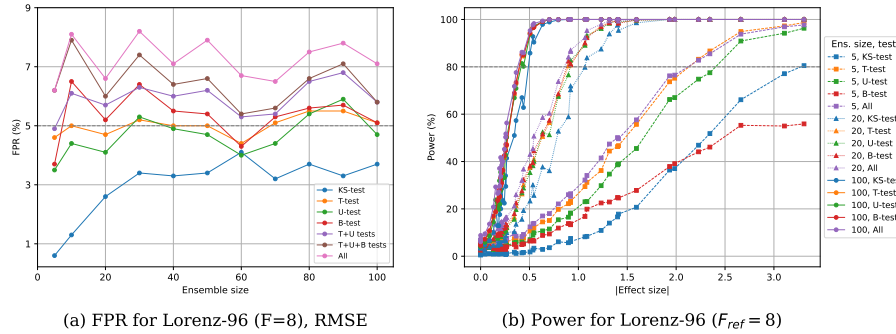 9
7
5
3
1
FPR (%)
0
20
40
60
80
100
Ensemble size
KS-test
T-test
U-test
B-test
T+U tests
T+U+B tests
All
(a) FPR for Lorenz-96 (F=8), RMSE
100
80
60
40
20
0
Power (%)
0.0
0.5
1.0
1.5
2.0
2.5
3.0
|Effect size|
Ens. size, test
5, KS-test
5, T-test
5, U-test
5, B-test
5, All
20, KS-test
20, T-test
20, U-test
20, B-test
20, All
100, KS-test
100, T-test
100, U-test
100, B-test
100, All
(b) Power for Lorenz-96 (F_ref = 8)